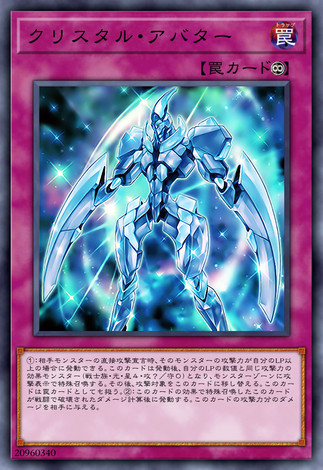 クリスタル・アバター
トラップ
罠
【罠カード】
①：相手モンスターの直接攻撃宣言時、そのモンスターの攻撃力が自分のLP以
上の場合に発動できる。このカードは発動後、自分のLPの数値と同じ攻撃力の
効果モンスター(戦士族・光・星４・攻？／守０)となり、モンスターゾーンに攻
撃表示で特殊召喚する。その後、攻撃対象をこのカードに移し替える。このカード
は罠カードとしても扱う。②：このカードの効果で特殊召喚したこのカード
が戦闘で破壊されたダメージ計算後に発動する。このカードの攻撃力分のダメ
ージを相手に与える。
20960340